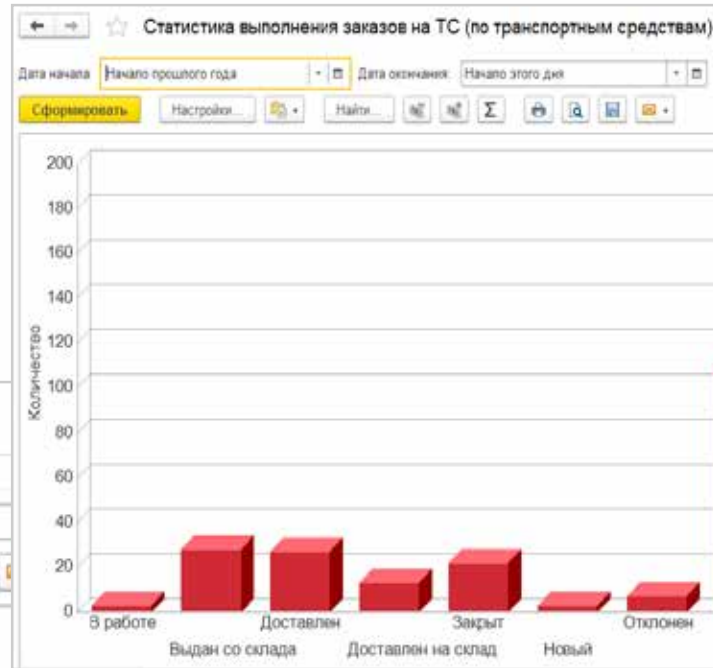 Статистика выполнения заказов на ТС (по транспортным средствам)
Дата начала: Начало прошлого года Дата окончания: Начало этого дня
Сформировать Настройки... Найти...
Количество
200
180
160
140
120
100
80
60
40
20
0
В работе Доставлен Закрыт Отклонен
Выдан со склада Доставлен на склад Новый